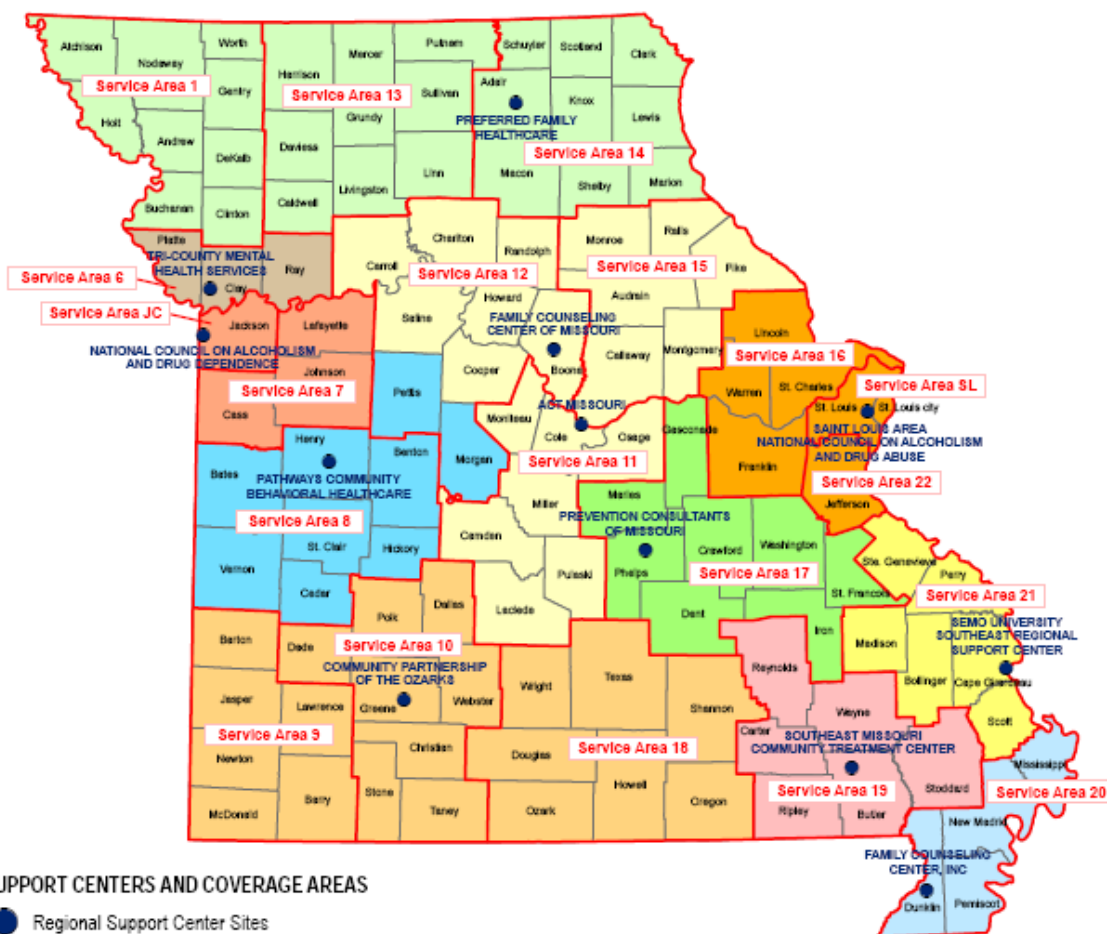 Atchison
Nodaway
Worth
Gentry
Holt
Andrew
DeKalb
Buchanan
Clinton
Service Area 1
Harrison
Mercer
Putnam
Sullivan
Grundy
Daviess
Linn
Livingston
Caldwell
Service Area 13
Schuyler
Scotland
Clark
Adair
Knox
Lewis
PREFERRED FAMILY
HEALTHCARE
Service Area 14
Macon
Shelby
Marion
Platte
TRI-COUNTY MENTAL
HEALTH SERVICES
Clay
Ray
Service Area 6
Service Area JC
Jackson
Lafayette
NATIONAL COUNCIL ON ALCOHOLISM
AND DRUG DEPENDENCE
Johnson
Service Area 7
Cass
Carroll
Chariton
Randolph
Service Area 12
Howard
Saline
FAMILY COUNSELING
CENTER OF MISSOURI
Boone
Cooper
Monroe
Ralls
Pike
Service Area 15
Audrain
Callaway
Montgomery
Lincoln
Service Area 16
Warren
St. Charles
Service Area SL
St. Louis
St. Louis city
SAINT LOUIS AREA
NATIONAL COUNCIL ON ALCOHOLISM
AND DRUG ABUSE
Franklin
Service Area 22
Jefferson
Pettis
Henry
Benton
Morgan
Bates
PATHWAYS COMMUNITY
BEHAVIORAL HEALTHCARE
Service Area 8
St. Clair
Hickory
Vernon
Cedar
ACT MISSOURI
Moniteau
Cole
Osage
Service Area 11
Miller
Camden
Pulaski
Laclede
Gasconade
Maries
PREVENTION CONSULTANTS
OF MISSOURI
Phelps
Crawford
Washington
Service Area 17
Dent
St. Francois
Iron
Ste. Genevieve
Perry
Service Area 21
SEMO UNIVERSITY
SOUTHEAST REGIONAL
SUPPORT CENTER
Madison
Bollinger
Cape Girardeau
Scott
Barton
Jasper
Lawrence
Service Area 9
Newton
McDonald
Barry
Polk
Dallas
Dade
Service Area 10
COMMUNITY PARTNERSHIP
OF THE OZARKS
Greene
Webster
Christian
Stone
Taney
Wright
Texas
Shannon
Douglas
Service Area 18
Howell
Ozark
Oregon
Reynolds
Wayne
Carter
SOUTHEAST MISSOURI
COMMUNITY TREATMENT CENTER
Service Area 19
Stoddard
Ripley
Butler
Mississippi
Service Area 20
New Madrid
FAMILY COUNSELING
CENTER, INC
Dunklin
Pemiscot
UPPORT CENTERS AND COVERAGE AREAS
Regional Support Center Sites